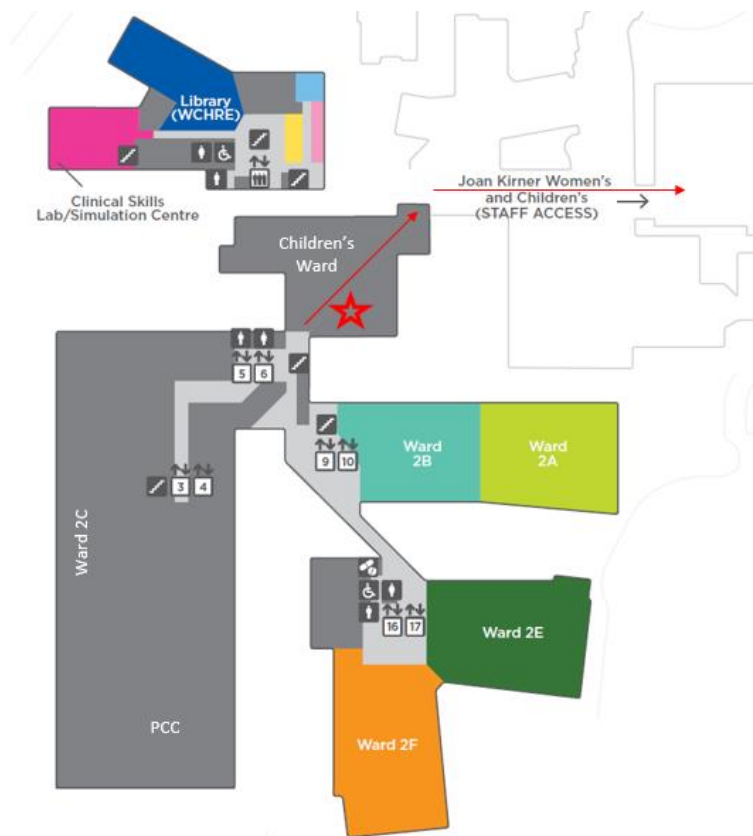 Library
(WCHRE)
Clinical Skills
Lab/Simulation Centre
Joan Kirner Women's
and Children's
(STAFF ACCESS)
Children's
Ward
5 6
9 10
Ward
2B
Ward
2A
3 4
Ward 2C
16 17
Ward 2E
PCC
Ward 2F